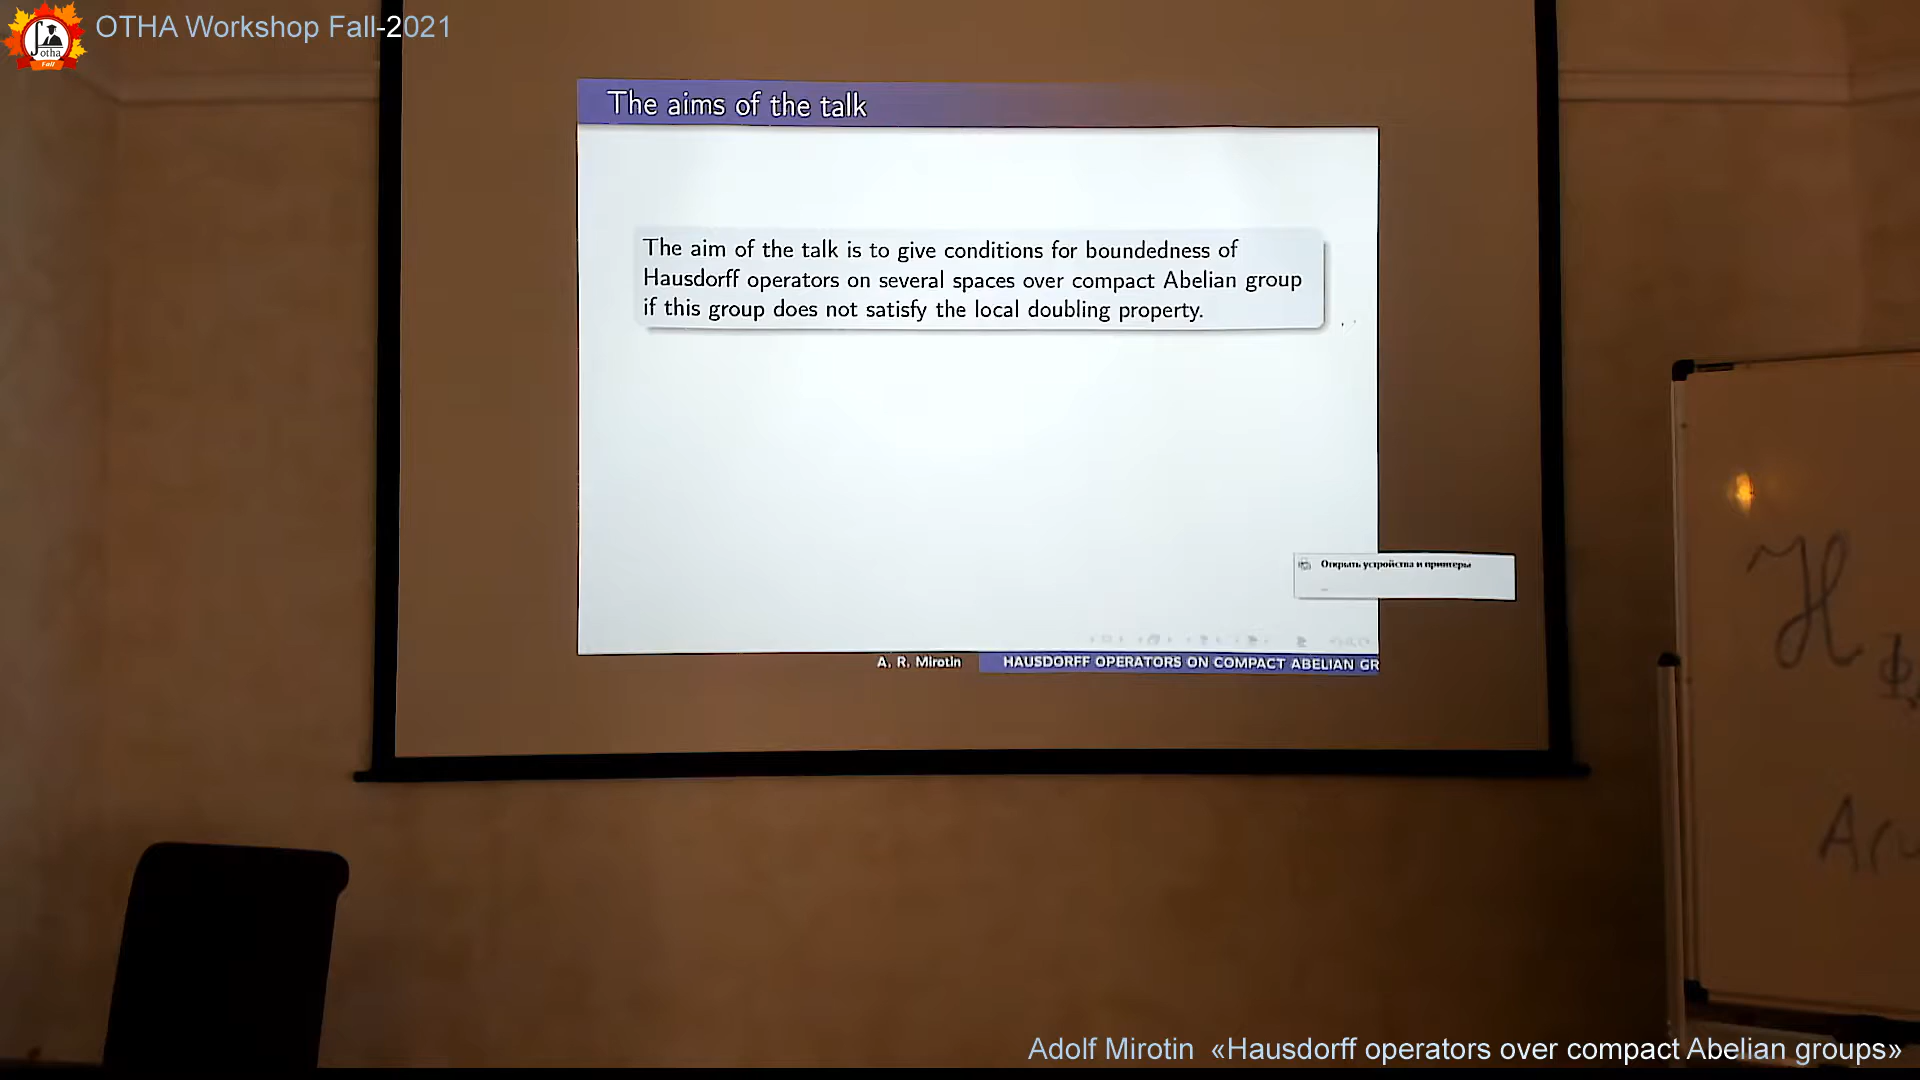 OTHA Workshop Fall-2021
otha
Fall
The aims of the talk
The aim of the talk is to give conditions for boundedness of
Hausdorff operators on several spaces over compact Abelian group
if this group does not satisfy the local doubling property.
Открыть устройства и принтеры
A. R. Mirotin
HAUSDORFF OPERATORS ON COMPACT ABELIAN GR
H Φ,
A(
Adolf Mirotin «Hausdorff operators over compact Abelian groups»